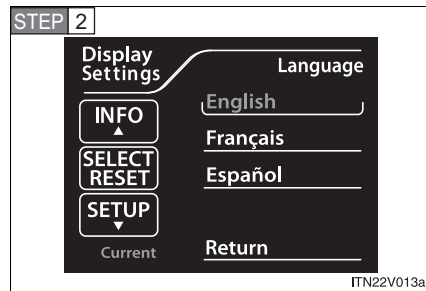 STEP 2
Display
Settings
Language
INFO
SELECT
RESET
SETUP
Current
English
Français
Español
Return
ITN22V013a